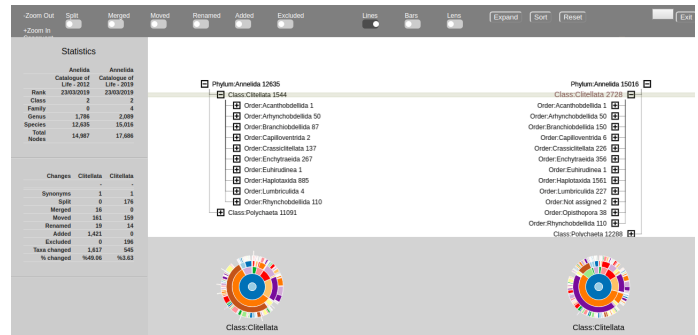 -Zoom Out Split Merged Moved Renamed Added Excluded Lines Bars Lens Expand Sort Reset Exit
+Zoom In
Statistics
Anelida Annelida
Catalogue of Life - 2012 Catalogue of Life - 2019
Rank 23/03/2019 23/03/2019
Class 2 2
Family 0 4
Genus 1,786 2,089
Species 12,635 15,016
Total Nodes 14,987 17,686
Changes Clitellata Clitellata
- -
Synonyms 1 1
Split 0 176
Merged 16 0
Moved 161 159
Renamed 19 14
Added 1,421 0
Excluded 0 196
Taxa changed 1,617 545
% changed %49.06 %3.63
Phylum:Annelida 12635
Class:Clitellata 1544
Order:Acanthobdellida 1
Order:Arhynchobdellida 50
Order:Branchiobdellida 87
Order:Capilloventrida 2
Order:Crassiclitellata 137
Order:Enchytraeida 267
Order:Euhirudinea 1
Order:Haplotaxida 885
Order:Lumbriculida 4
Order:Rhynchobdellida 110
Class:Polychaeta 11091
Phylum:Annelida 15016
Class:Clitellata 2728
Order:Acanthobdellida 1
Order:Arhynchobdellida 50
Order:Branchiobdellida 150
Order:Capilloventrida 6
Order:Crassiclitellata 226
Order:Enchytraeida 356
Order:Euhirudinea 1
Order:Haplotaxida 1561
Order:Lumbriculida 227
Order:Not assigned 2
Order:Opisthopora 38
Order:Rhynchobdellida 110
Class:Polychaeta 12288
Class:Clitellata
Class:Clitellata